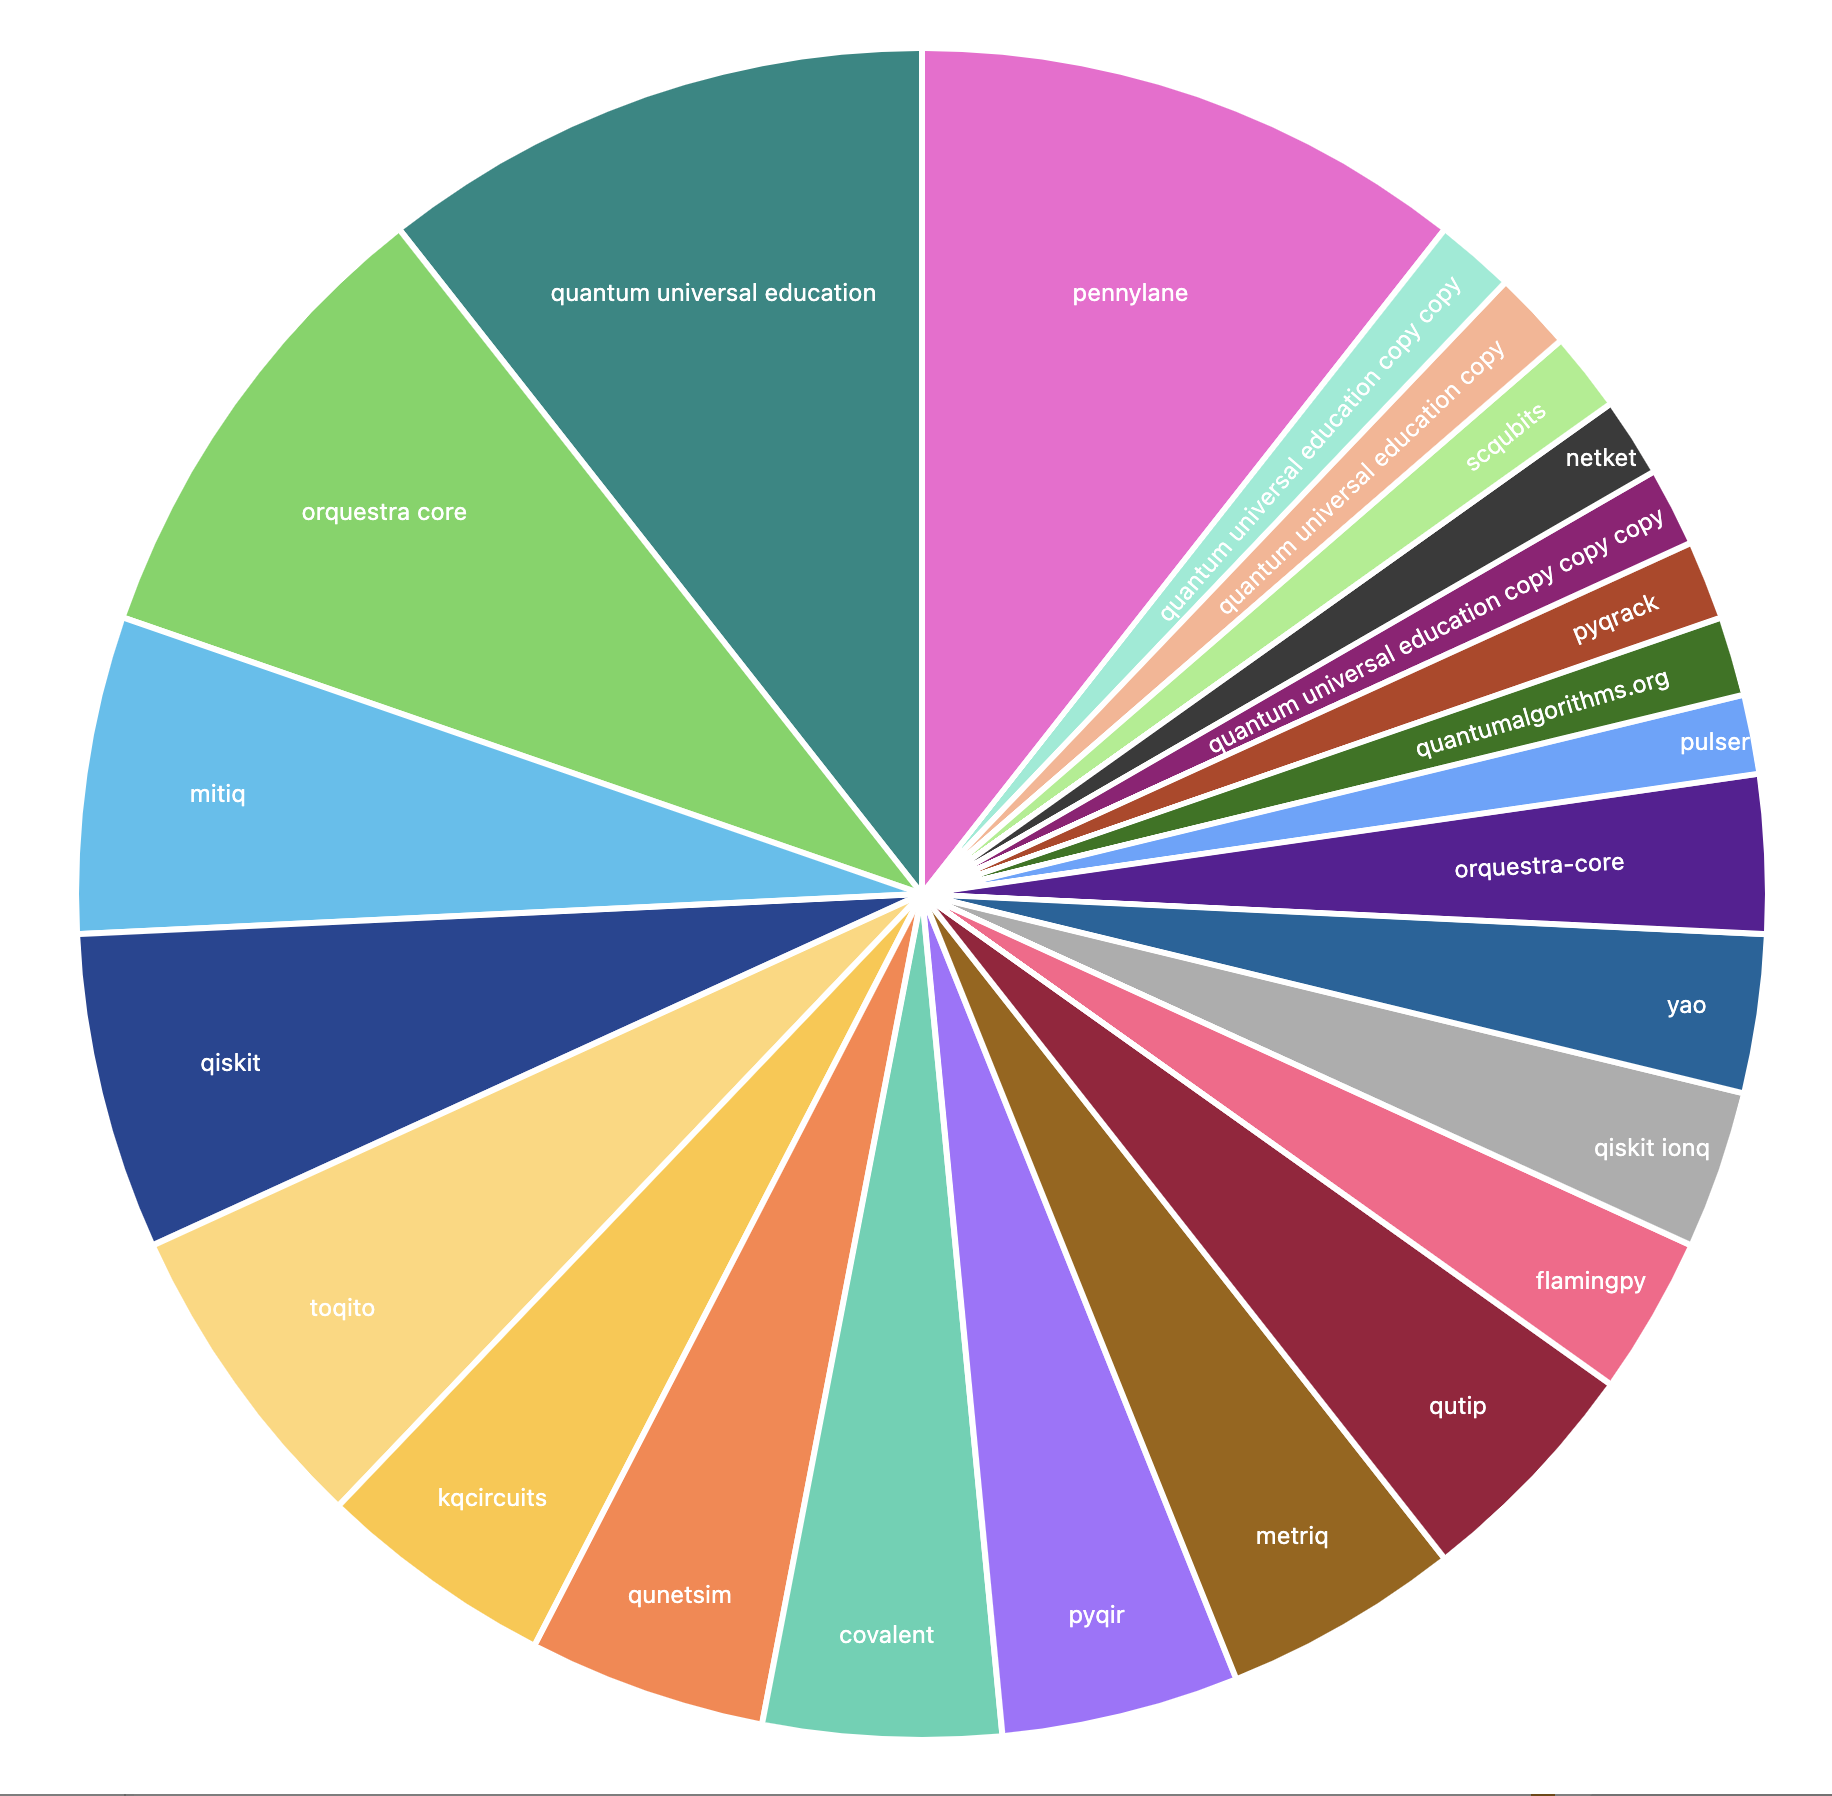 quantum universal education
pennylane
quantum universal education copy copy
quantum universal education copy
scqubits
netket
quantum universal education copy copy copy
pyqrack
quantumalgorithms.org
pulser
orquestra-core
yao
qiskit ionq
flamingpy
qutip
metriq
pyqir
covalent
qunetsim
kqcircuits
toqito
qiskit
mitiq
orquestra core